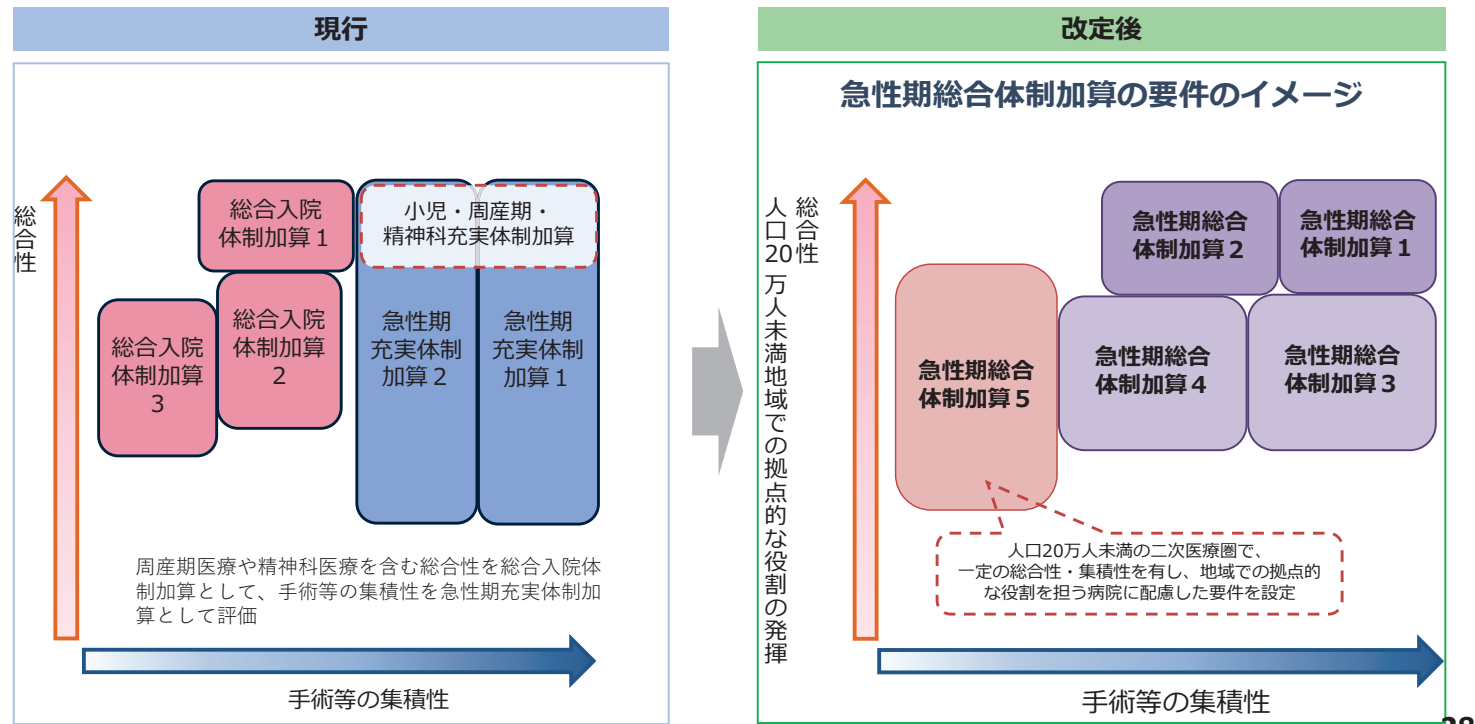 現行
総合性
総合入院
体制加算１
小児・周産期・
精神科充実体制加算
総合入院
体制加算
3
総合入院
体制加算
2
急性期
充実体制
加算２
急性期
充実体制
加算１
周産期医療や精神科医療を含む総合性を総合入院体
制加算として、手術等の集積性を急性期充実体制加
算として評価
手術等の集積性
改定後
急性期総合体制加算の要件のイメージ
総合性
人口20万人未満地域での拠点的な役割の発揮
急性期総合
体制加算２
急性期総合
体制加算１
急性期総合
体制加算５
急性期総合
体制加算４
急性期総合
体制加算３
人口20万人未満の二次医療圏で、
一定の総合性・集積性を有し、地域での拠点的
な役割を担う病院に配慮した要件を設定
手術等の集積性